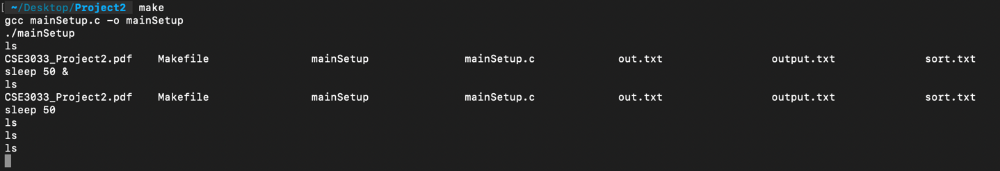 [ ~/Desktop/Project2 make
gcc mainSetup.c -o mainSetup
./mainSetup
ls
CSE3033_Project2.pdf Makefile mainSetup mainSetup.c out.txt output.txt sort.txt
sleep 50 &
ls
CSE3033_Project2.pdf Makefile mainSetup mainSetup.c out.txt output.txt sort.txt
sleep 50
ls
ls
ls